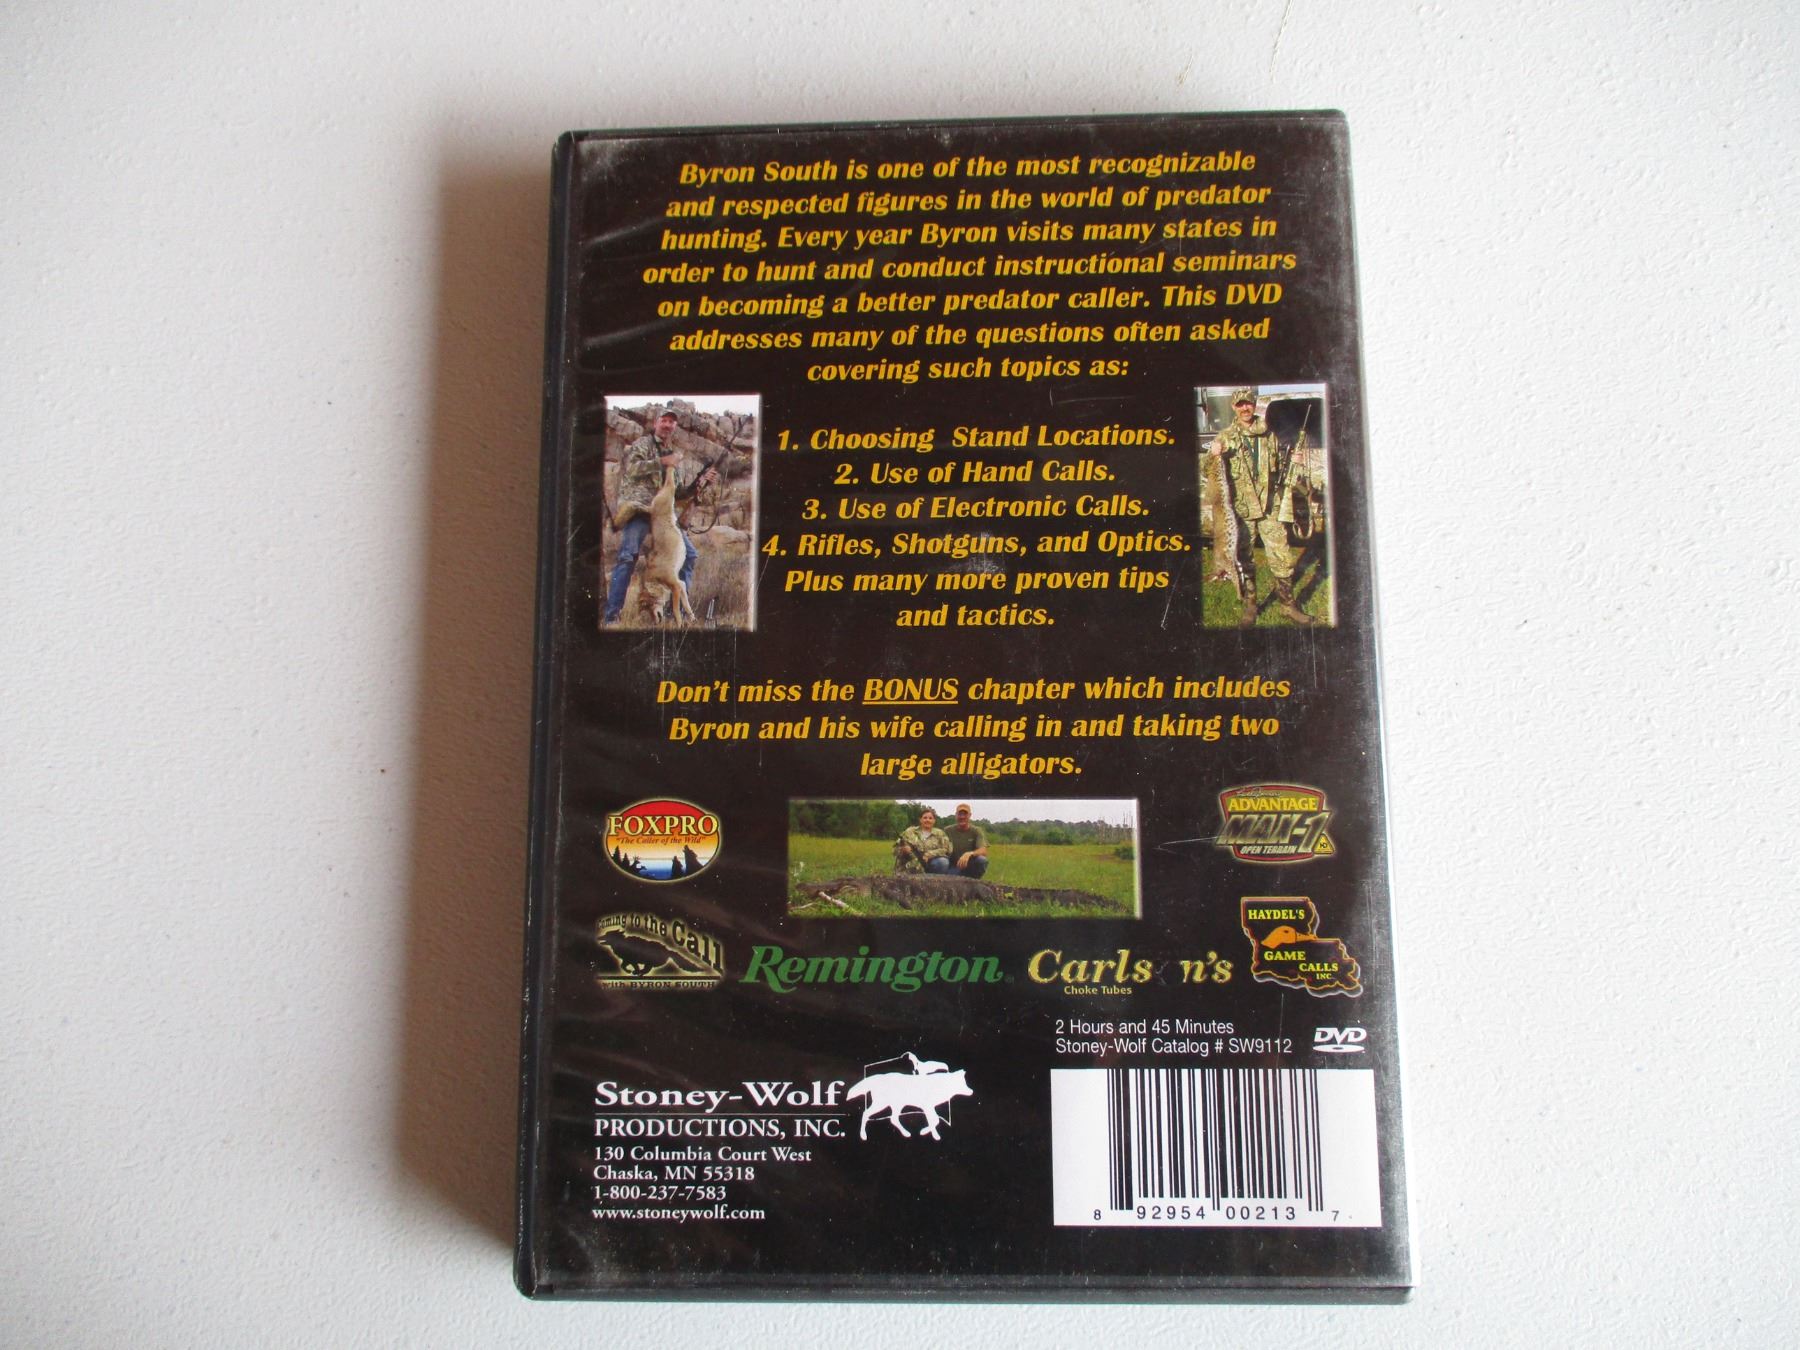 Byron South is one of the most recognizable
and respected figures in the world of predator
hunting. Every year Byron visits many states in
order to hunt and conduct instructional seminars
on becoming a better predator caller. This DVD
addresses many of the questions often asked
covering such topics as:
1. Choosing Stand Locations.
2. Use of Hand Calls.
3. Use of Electronic Calls.
4. Rifles, Shotguns, and Optics.
Plus many more proven tips
and tactics.
Don't miss the BONUS chapter which includes
Byron and his wife calling in and taking two
large alligators.
FOXPRO
"The Caller of the Wild"
ADVANTAGE
MAX-1
OPEN TERRAIN
HD
Coming to the Call
with BYRON SOUTH
Remington
Carls n's
Choke Tubes
HAYDEL'S
GAME
CALLS
INC.
2 Hours and 45 Minutes
Stoney-Wolf Catalog # SW9112
DVD
Stoney-Wolf
PRODUCTIONS, INC.
130 Columbia Court West
Chaska, MN 55318
1-800-237-7583
www.stoneywolf.com
8 92954 00213 7